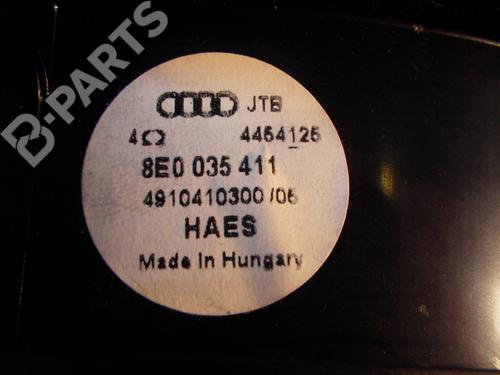 B-PARTS
JTB
4Ω 4454125
8E0 035 411
4910410300 /06
HAES
Made In Hungary